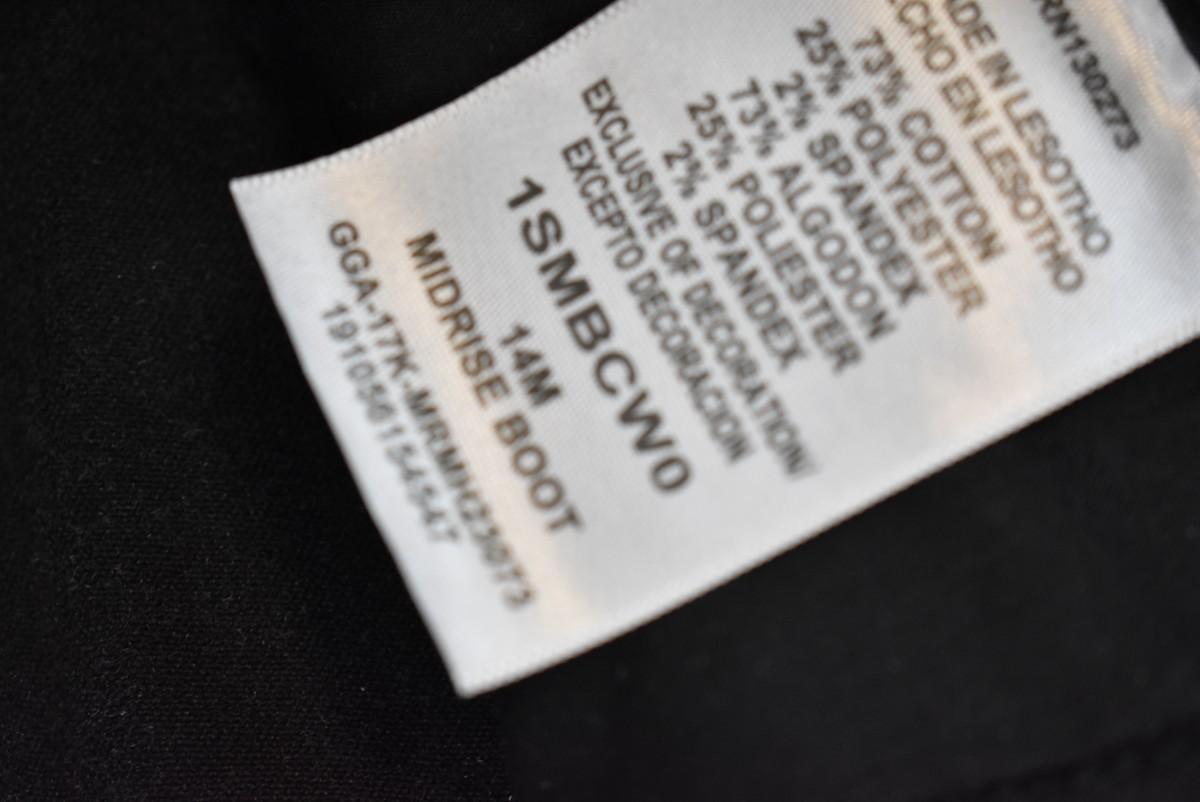 RN130273
ADE IN LESOTHO
ECHO EN LESOTHO
73% COTTON
25% POLYESTER
2% SPANDEX
73% ALGODON
25% POLIESTER
2% SPANDEX
EXCLUSIVE OF DECORATION/
EXCEPTO DECORACION
1SMBCW0
14M
MIDRISE BOOT